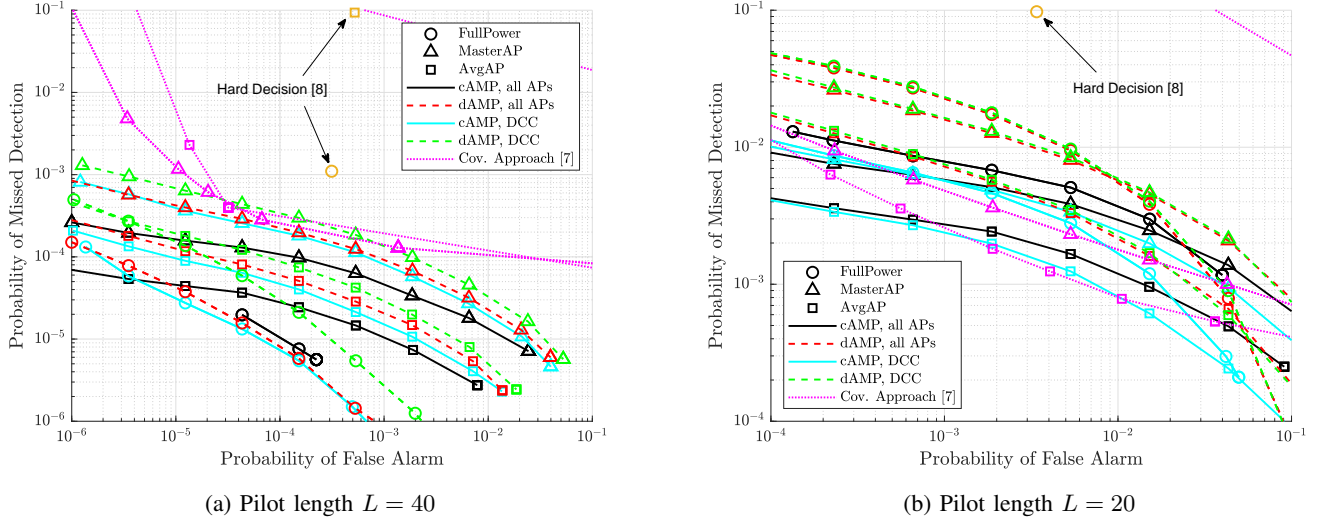 10^-1
10^-2
10^-3
10^-4
10^-5
10^-6
Probability of Missed Detection
10^-6
10^-5
10^-4
10^-3
10^-2
10^-1
Probability of False Alarm
Hard Decision [8]
FullPower
MasterAP
AvgAP
cAMP, all APs
dAMP, all APs
cAMP, DCC
dAMP, DCC
Cov. Approach [7]
(a) Pilot length L = 40
10^-1
10^-2
10^-3
10^-4
Probability of Missed Detection
10^-4
10^-3
10^-2
10^-1
Probability of False Alarm
Hard Decision [8]
FullPower
MasterAP
AvgAP
cAMP, all APs
dAMP, all APs
cAMP, DCC
dAMP, DCC
Cov. Approach [7]
(b) Pilot length L = 20